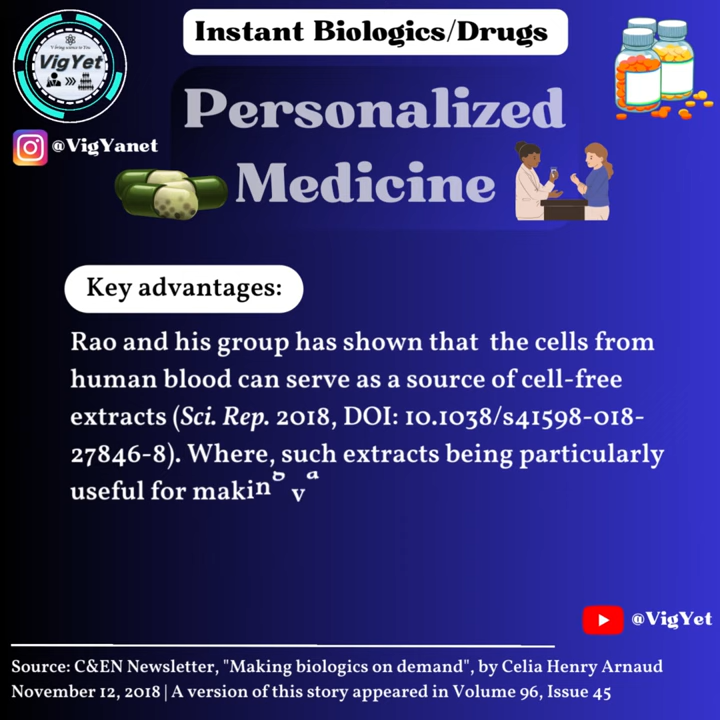 Instant Biologics/Drugs
VigYet
@VigYanet
Personalized
Medicine
Key advantages:
Rao and his group has shown that the cells from
human blood can serve as a source of cell-free
extracts (Sci. Rep. 2018, DOI: 10.1038/s41598-018-
27846-8). Where, such extracts being particularly
useful for making va
@VigYet
Source: C&EN Newsletter, "Making biologics on demand", by Celia Henry Arnaud
November 12, 2018 | A version of this story appeared in Volume 96, Issue 45